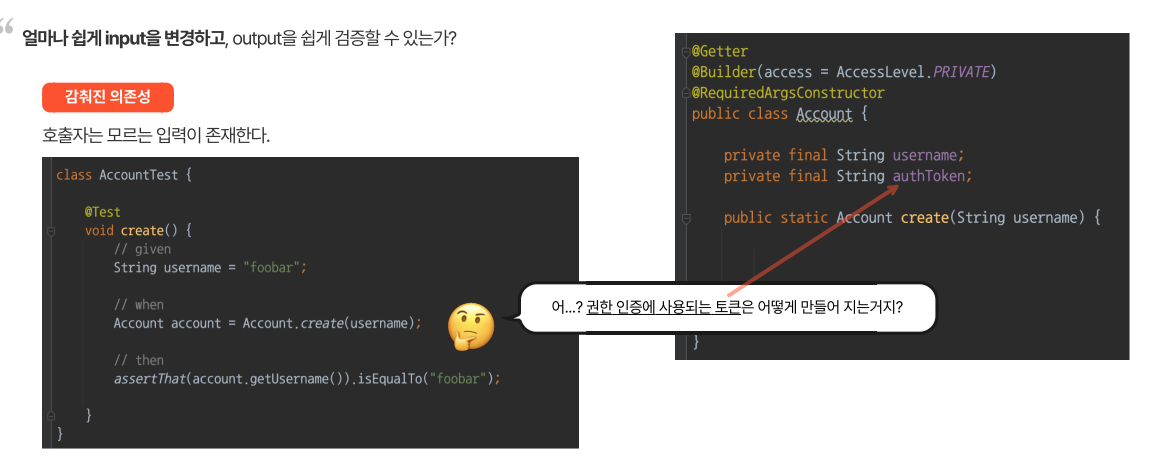 “
얼마나 쉽게 input을 변경하고, output을 쉽게 검증할 수 있는가?
감춰진 의존성
호출자는 모르는 입력이 존재한다.
class AccountTest {
@Test
void create() {
// given
String username = "foobar";
// when
Account account = Account.create(username);
// then
assertThat(account.getUsername()).isEqualTo("foobar");
}
}
어...? 권한 인증에 사용되는 토큰은 어떻게 만들어 지는거지?
@Getter
@Builder(access = AccessLevel.PRIVATE)
@RequiredArgsConstructor
public class Account {
private final String username;
private final String authToken;
public static Account create(String username) {
}